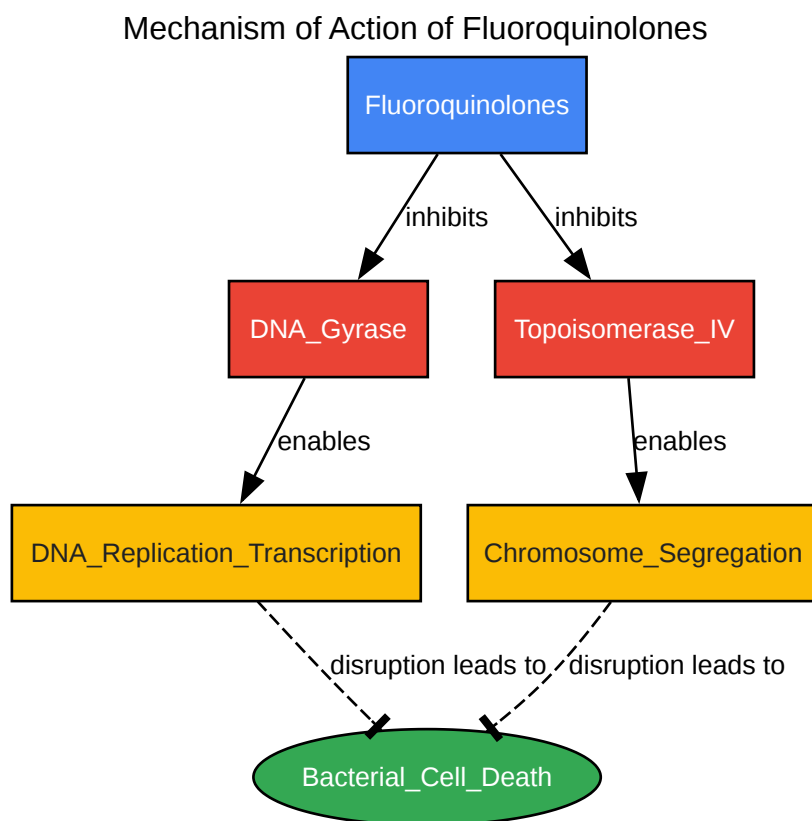 Mechanism of Action of Fluoroquinolones
Fluoroquinolones
inhibits
inhibits
DNA_Gyrase
Topoisomerase_IV
enables
enables
DNA_Replication_Transcription
Chromosome_Segregation
disruption leads to
disruption leads to
Bacterial_Cell_Death